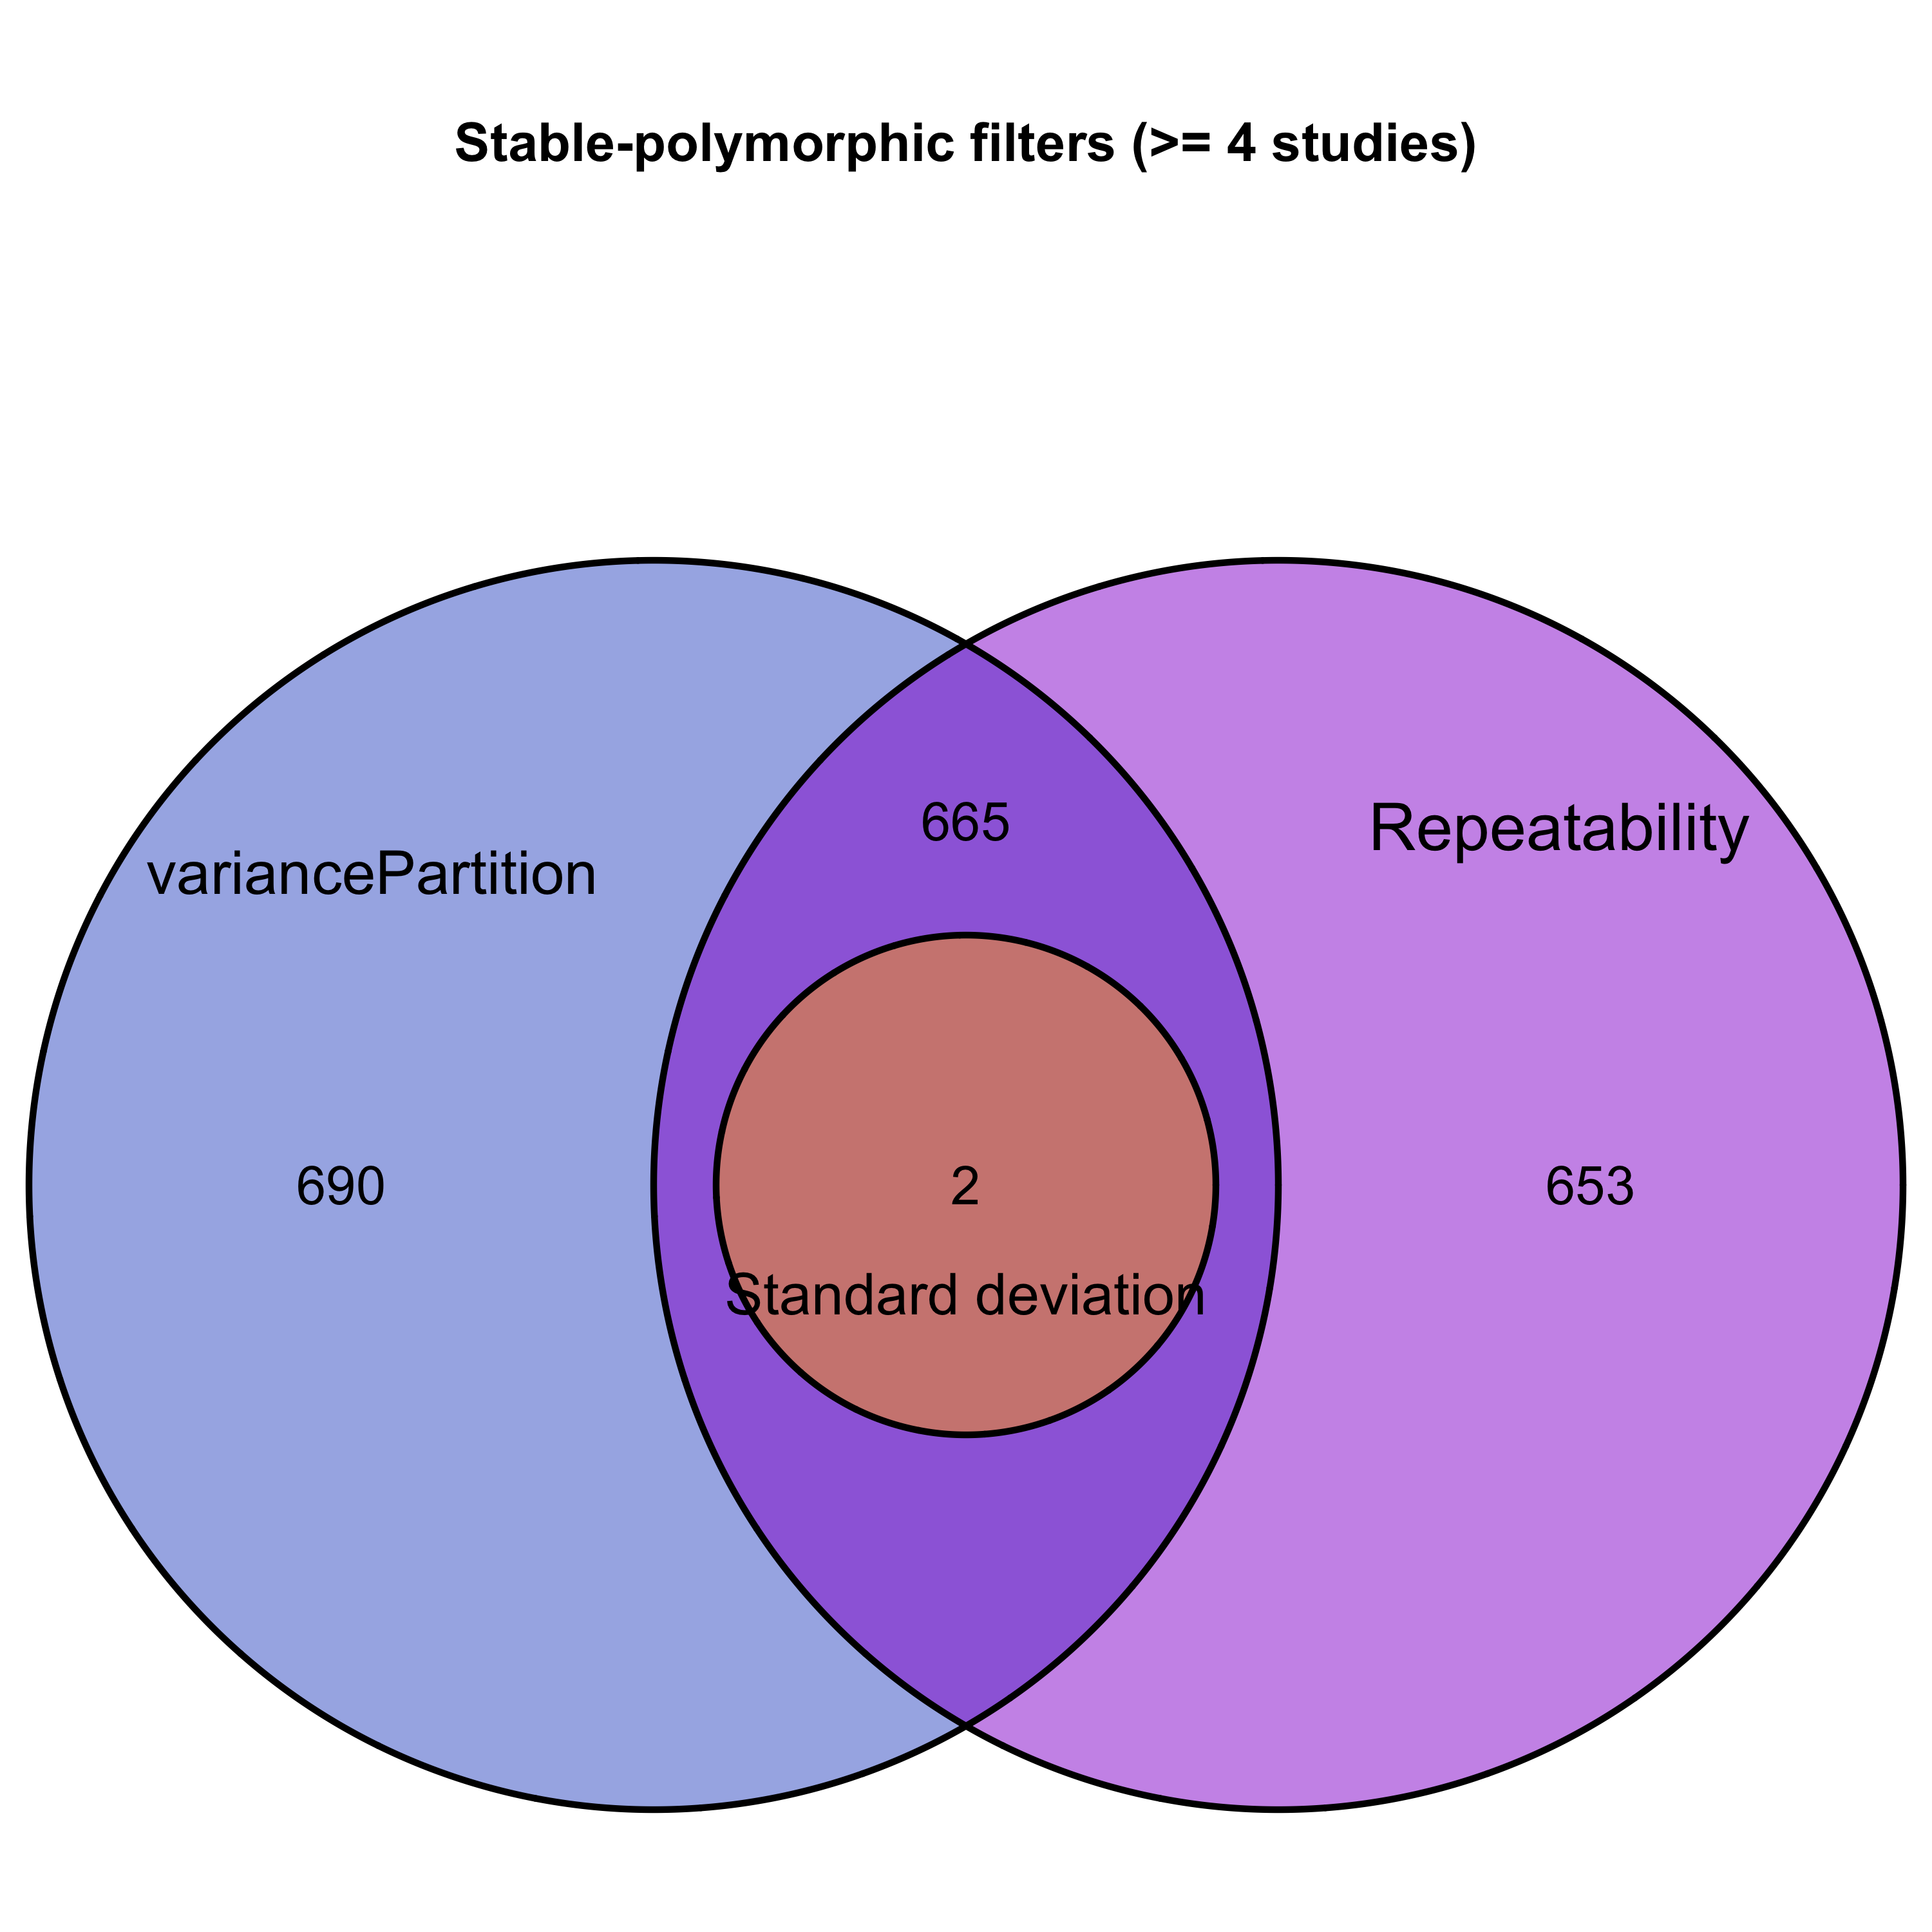 Stable-polymorphic filters (>= 4 studies)
665
Repeatability
variancePartition
690
2
653
Standard deviation